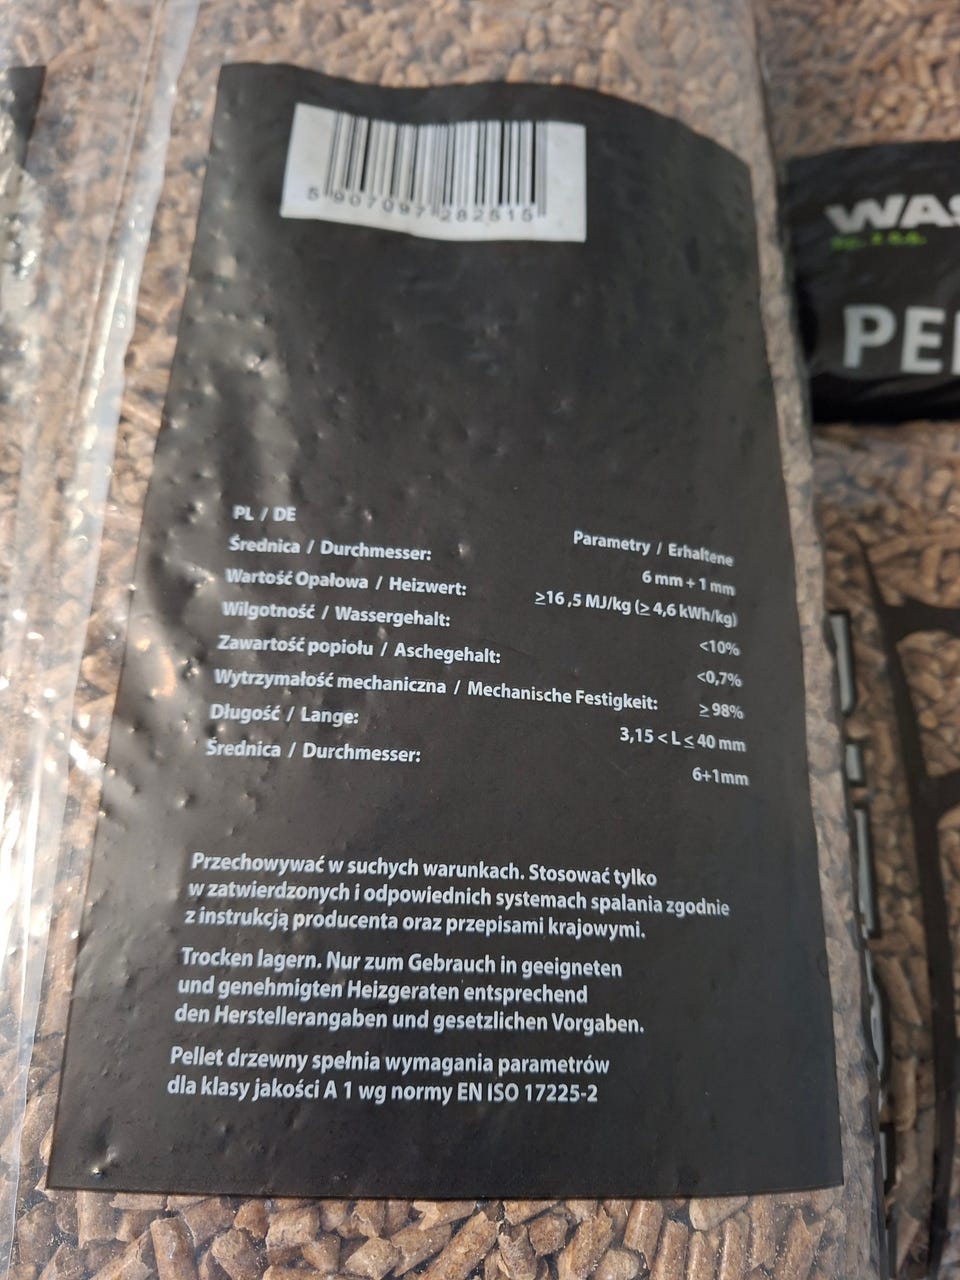 5 907097 282515
WAS
PE
PL / DE
Parametry / Erhaltene
Średnica / Durchmesser: 6 mm + 1 mm
Wartość Opałowa / Heizwert: ≥16 ,5 MJ/kg (≥ 4,6 kWh/kg)
Wilgotność / Wassergehalt: <10%
Zawartość popiołu / Aschegehalt: <0,7%
Wytrzymałość mechaniczna / Mechanische Festigkeit: ≥ 98%
Długość / Lange: 3,15 < L ≤ 40 mm
Średnica / Durchmesser: 6+1mm
Przechowywać w suchych warunkach. Stosować tylko
w zatwierdzonych i odpowiednich systemach spalania zgodnie
z instrukcją producenta oraz przepisami krajowymi.
Trocken lagern. Nur zum Gebrauch in geeigneten
und genehmigten Heizgeraten entsprechend
den Herstellerangaben und gesetzlichen Vorgaben.
Pellet drzewny spełnia wymagania parametrów
dla klasy jakości A 1 wg normy EN ISO 17225-2